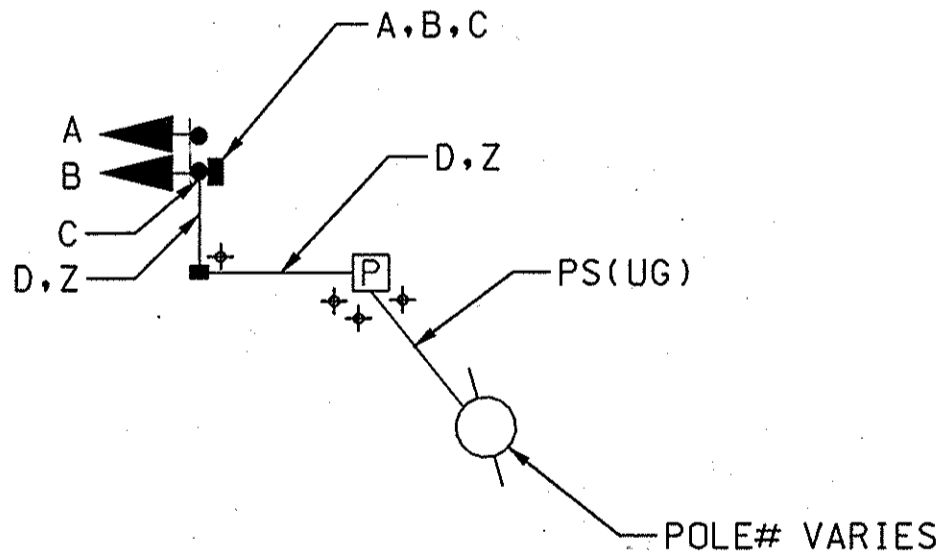 A,B,C
A
B
D,Z
C
D,Z
P
PS(UG)
POLE# VARIES